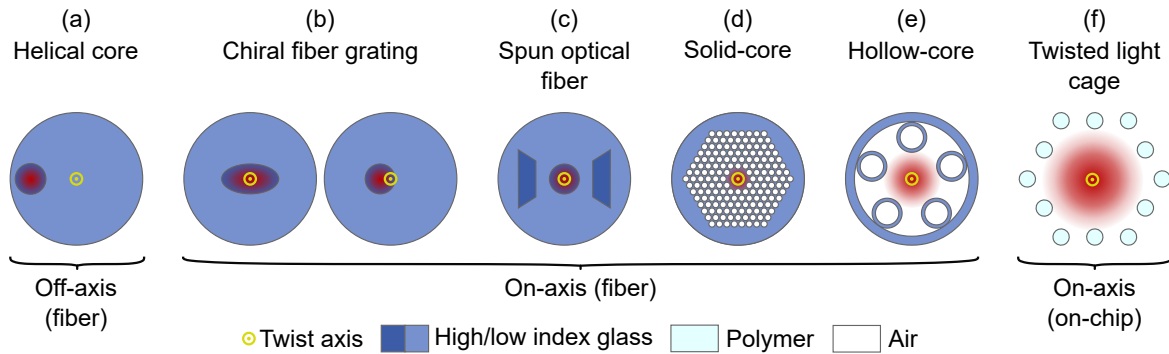 (a)
Helical core
(b)
Chiral fiber grating
(c)
Spun optical
fiber
(d)
Solid-core
(e)
Hollow-core
(f)
Twisted light
cage
Off-axis
(fiber)
On-axis (fiber)
On-axis
(on-chip)
Twist axis
High/low index glass
Polymer
Air